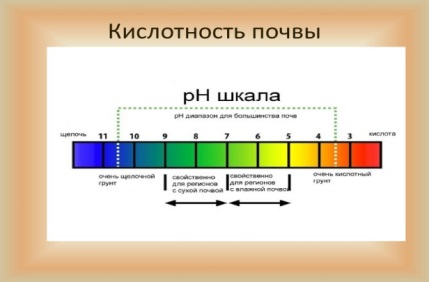 Кислотность почвы
pH шкала
pH диапазон для большинства почв
щелочь 11 10 9 8 7 6 5 4 3 кислота
очень щелочной
грунт
свойственно
для регионов
с сухой почвой
свойственно
для регионов
с влажной почвой
очень кислотный
грунт